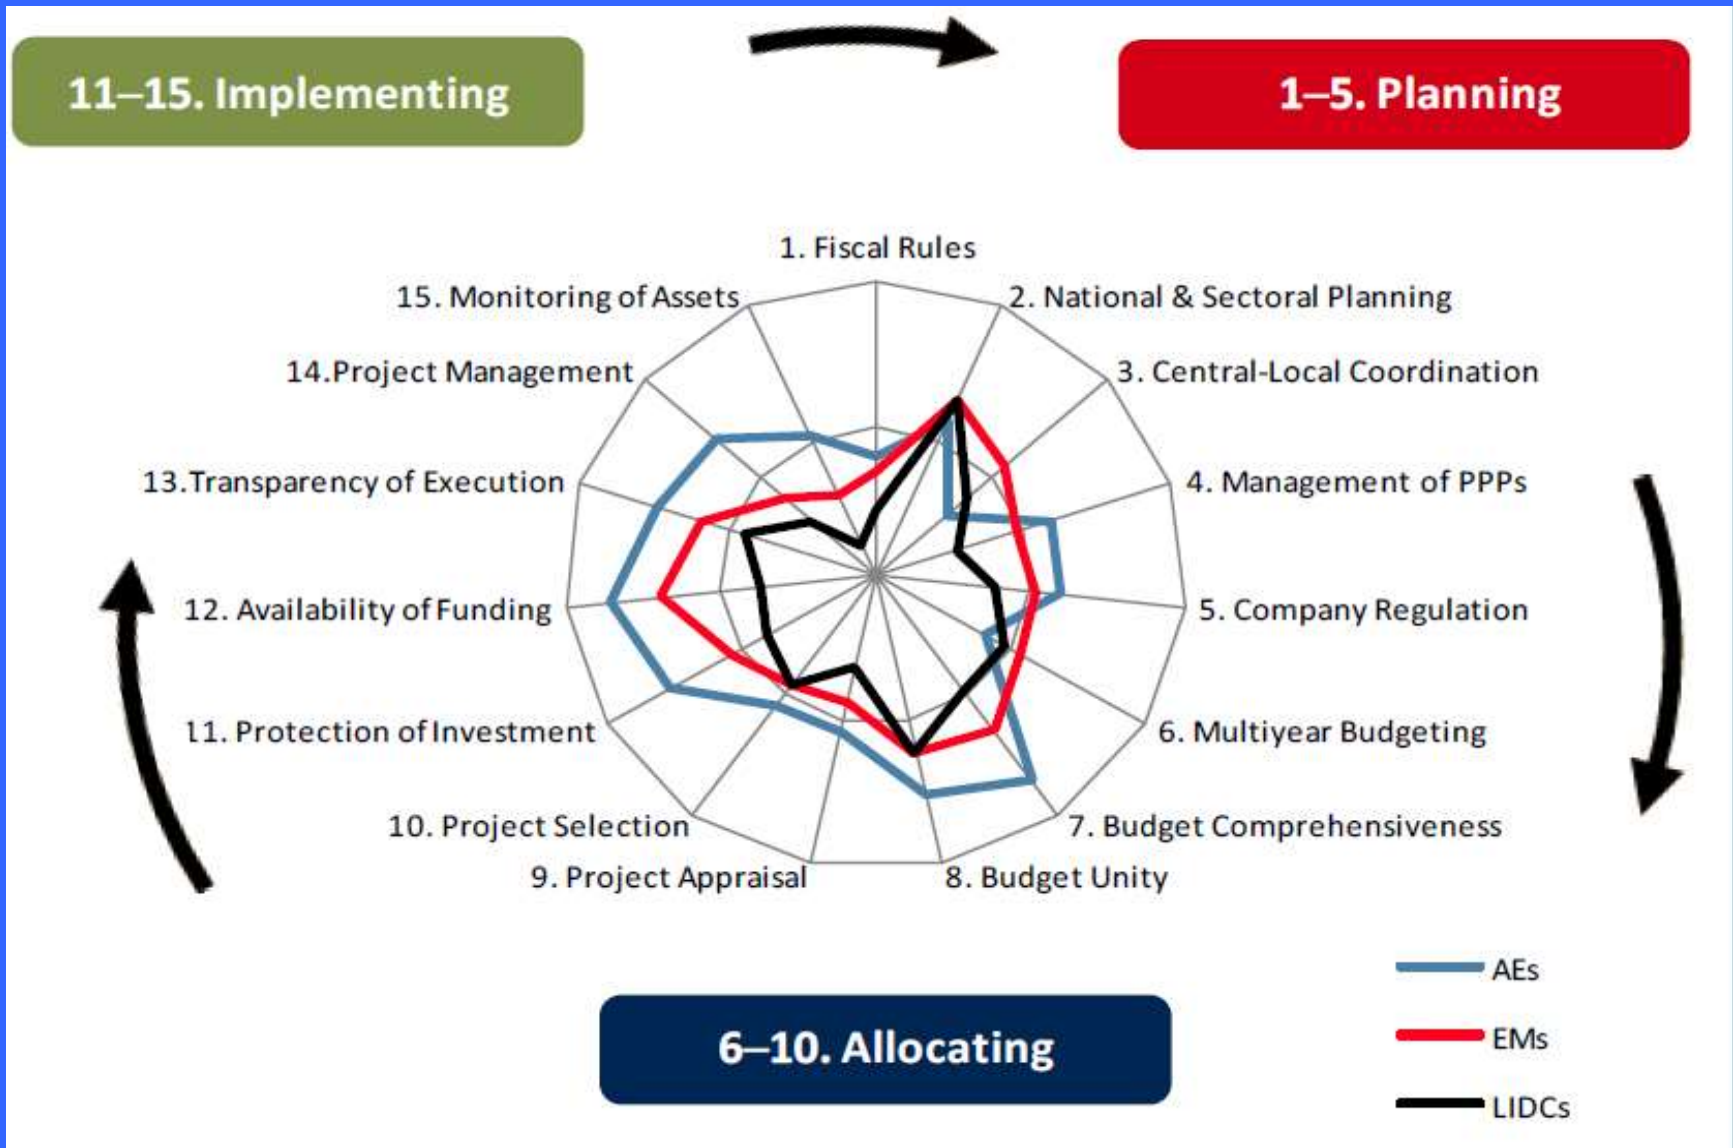 11–15. Implementing
1–5. Planning
1. Fiscal Rules
15. Monitoring of Assets
2. National & Sectoral Planning
14.Project Management
3. Central-Local Coordination
13.Transparency of Execution
4. Management of PPPs
12. Availability of Funding
5. Company Regulation
11. Protection of Investment
6. Multiyear Budgeting
10. Project Selection
7. Budget Comprehensiveness
9. Project Appraisal
8. Budget Unity
AEs
6–10. Allocating
EMs
LIDCs